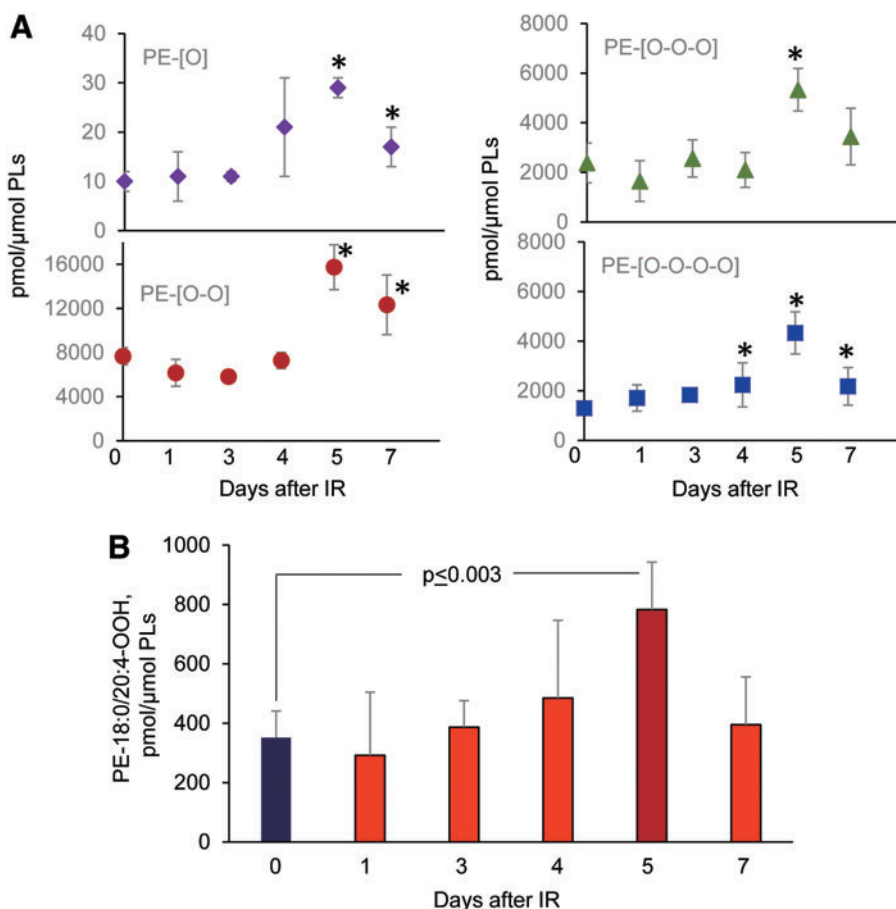 A
PE-[O]
40
30
20
10
0
*
*
PE-[O-O]
16000
12000
8000
4000
0
*
*
pmol/µmol PLs
0 1 3 4 5 7
Days after IR
PE-[O-O-O]
8000
6000
4000
2000
0
*
PE-[O-O-O-O]
8000
6000
4000
2000
0
*
*
*
pmol/µmol PLs
0 1 3 4 5 7
Days after IR
B
PE-18:0/20:4-OOH,
pmol/µmol PLs
1000
800
600
400
200
0
p≤0.003
0 1 3 4 5 7
Days after IR